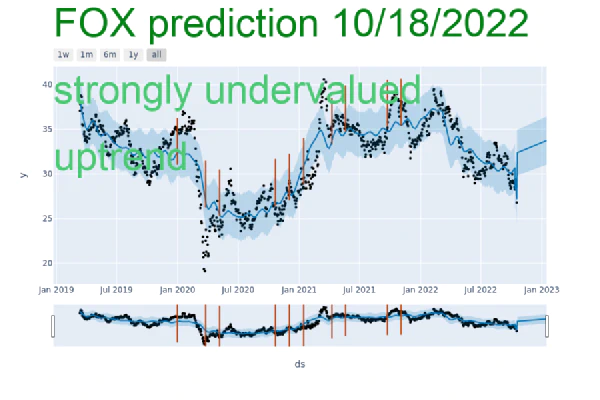 FOX prediction 10/18/2022
1w 1m 6m 1y all
strongly undervalued
uptrend
40
35
30
25
20
y
Jan 2019 Jul 2019 Jan 2020 Jul 2020 Jan 2021 Jul 2021 Jan 2022 Jul 2022 Jan 2023
ds